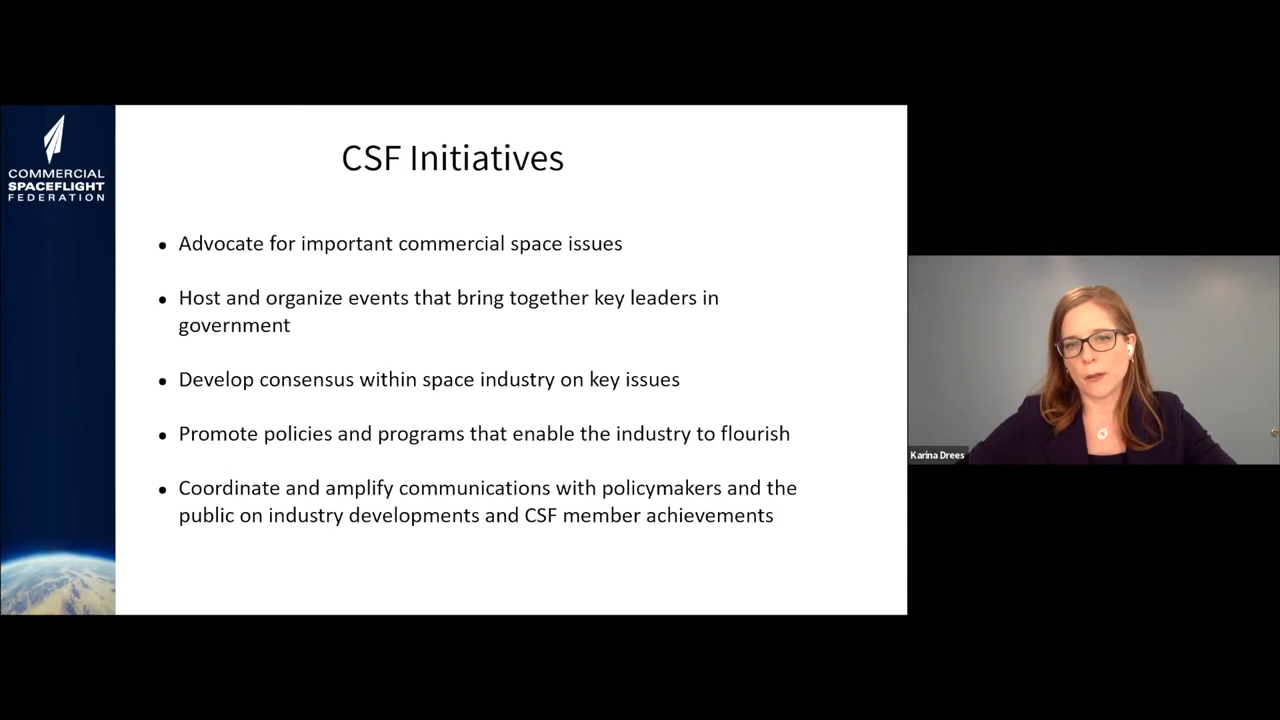 COMMERCIAL
SPACEFLIGHT
FEDERATION
CSF Initiatives
• Advocate for important commercial space issues
• Host and organize events that bring together key leaders in
government
• Develop consensus within space industry on key issues
• Promote policies and programs that enable the industry to flourish
• Coordinate and amplify communications with policymakers and the
public on industry developments and CSF member achievements
Karina Drees